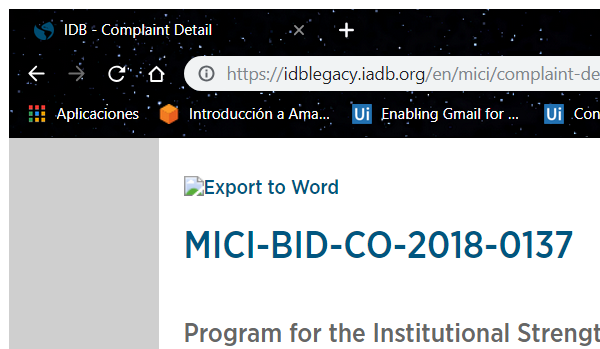 IDB - Complaint Detail
https://idblegacy.iadb.org/en/mici/complaint-de
Aplicaciones Introducción a Ama... Ui Enabling Gmail for ... Ui Con
Export to Word
MICI-BID-CO-2018-0137
Program for the Institutional Strengt